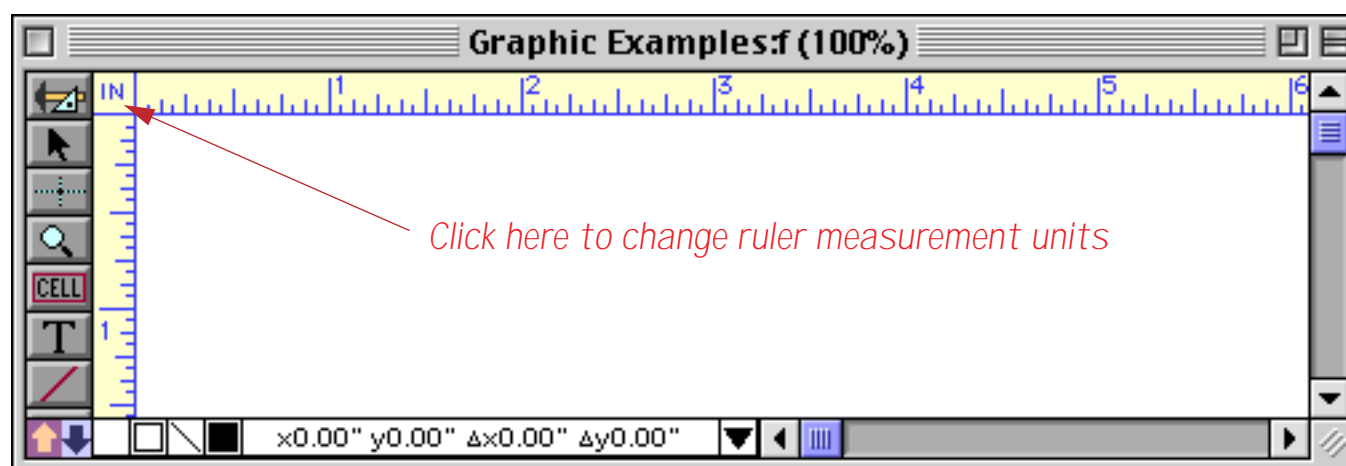 Graphic Examples:f (100%)
IN 1 2 3 4 5 6
Click here to change ruler measurement units
CELL
T
1
x0.00" y0.00" Δx0.00" Δy0.00"